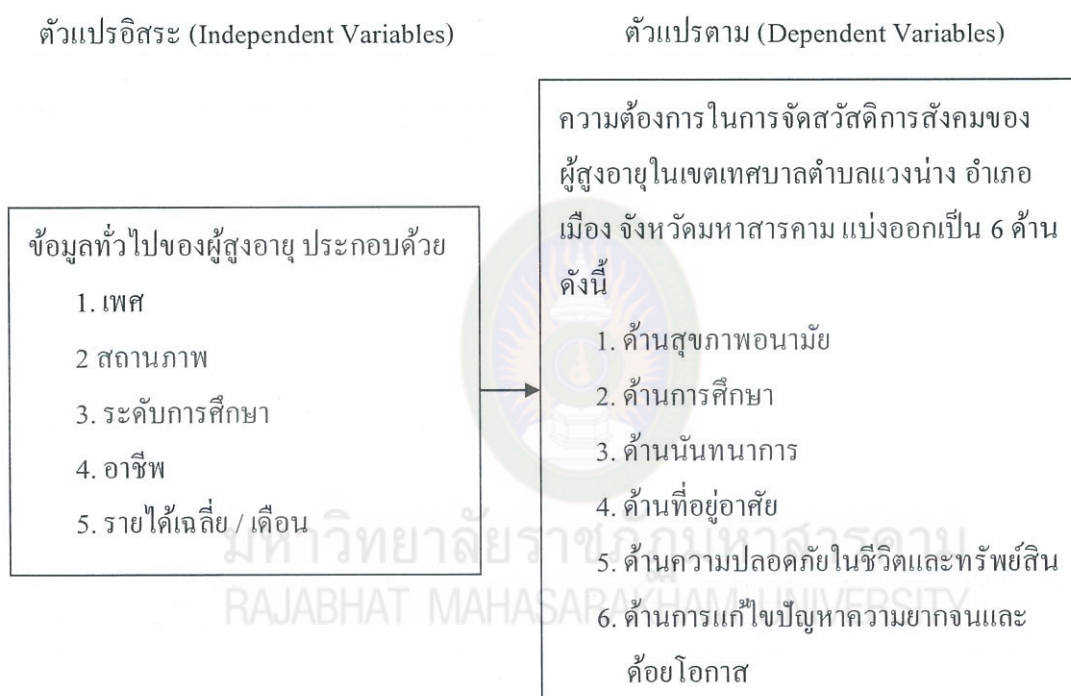 ตัวแปรอิสระ (Independent Variables)
ตัวแปรตาม (Dependent Variables)
ข้อมูลทั่วไปของผู้สูงอายุ ประกอบด้วย
1. เพศ
2 สถานภาพ
3. ระดับการศึกษา
4. อาชีพ
5. รายได้เฉลี่ย / เดือน
ความต้องการในการจัดสวัสดิการสังคมของ
ผู้สูงอายุในเขตเทศบาลตำบลแวงน่าง อำเภอ
เมือง จังหวัดมหาสารคาม แบ่งออกเป็น 6 ด้าน
ดังนี้
1. ด้านสุขภาพอนามัย
2. ด้านการศึกษา
3. ด้านนันทนาการ
4. ด้านที่อยู่อาศัย
5. ด้านความปลอดภัยในชีวิตและทรัพย์สิน
6. ด้านการแก้ไขปัญหาความยากจนและ
ด้อยโอกาส
มหาวิทยาลัยราชภัฏมหาสารคาม
RAJABHAT MAHASARAKHAM UNIVERSITY